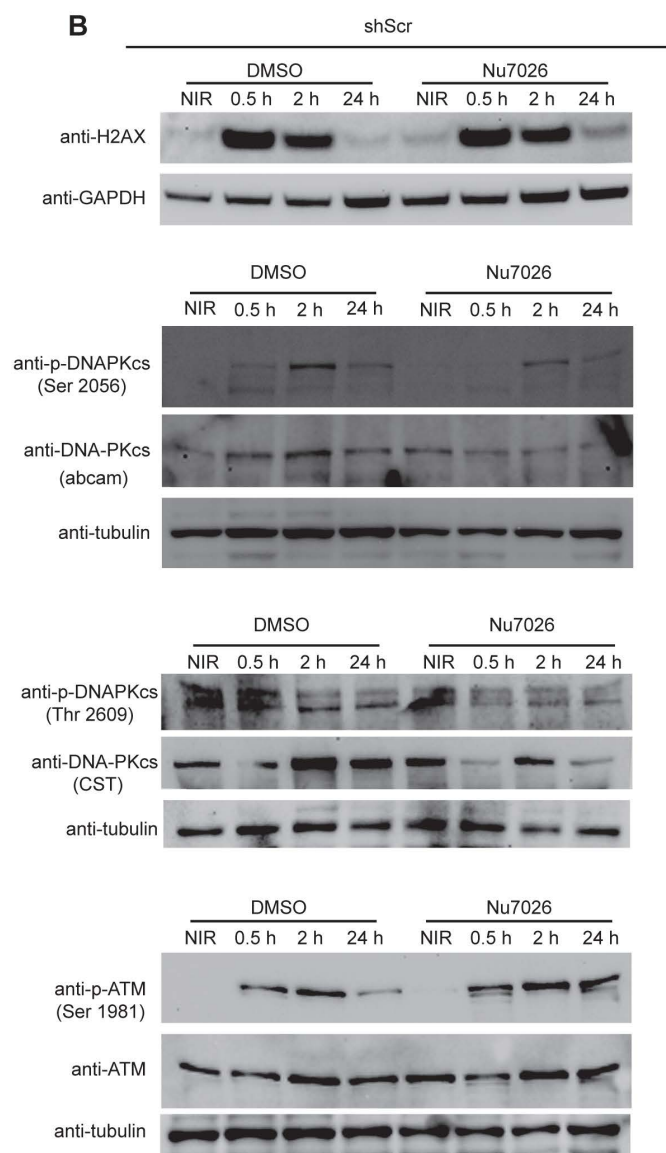 B
shScr
DMSO Nu7026
NIR 0.5 h 2 h 24 h NIR 0.5 h 2 h 24 h
anti-H2AX
anti-GAPDH
DMSO Nu7026
NIR 0.5 h 2 h 24 h NIR 0.5 h 2 h 24 h
anti-p-DNAPKcs
(Ser 2056)
anti-DNA-PKcs
(abcam)
anti-tubulin
DMSO Nu7026
NIR 0.5 h 2 h 24 h NIR 0.5 h 2 h 24 h
anti-p-DNAPKcs
(Thr 2609)
anti-DNA-PKcs
(CST)
anti-tubulin
DMSO Nu7026
NIR 0.5 h 2 h 24 h NIR 0.5 h 2 h 24 h
anti-p-ATM
(Ser 1981)
anti-ATM
anti-tubulin